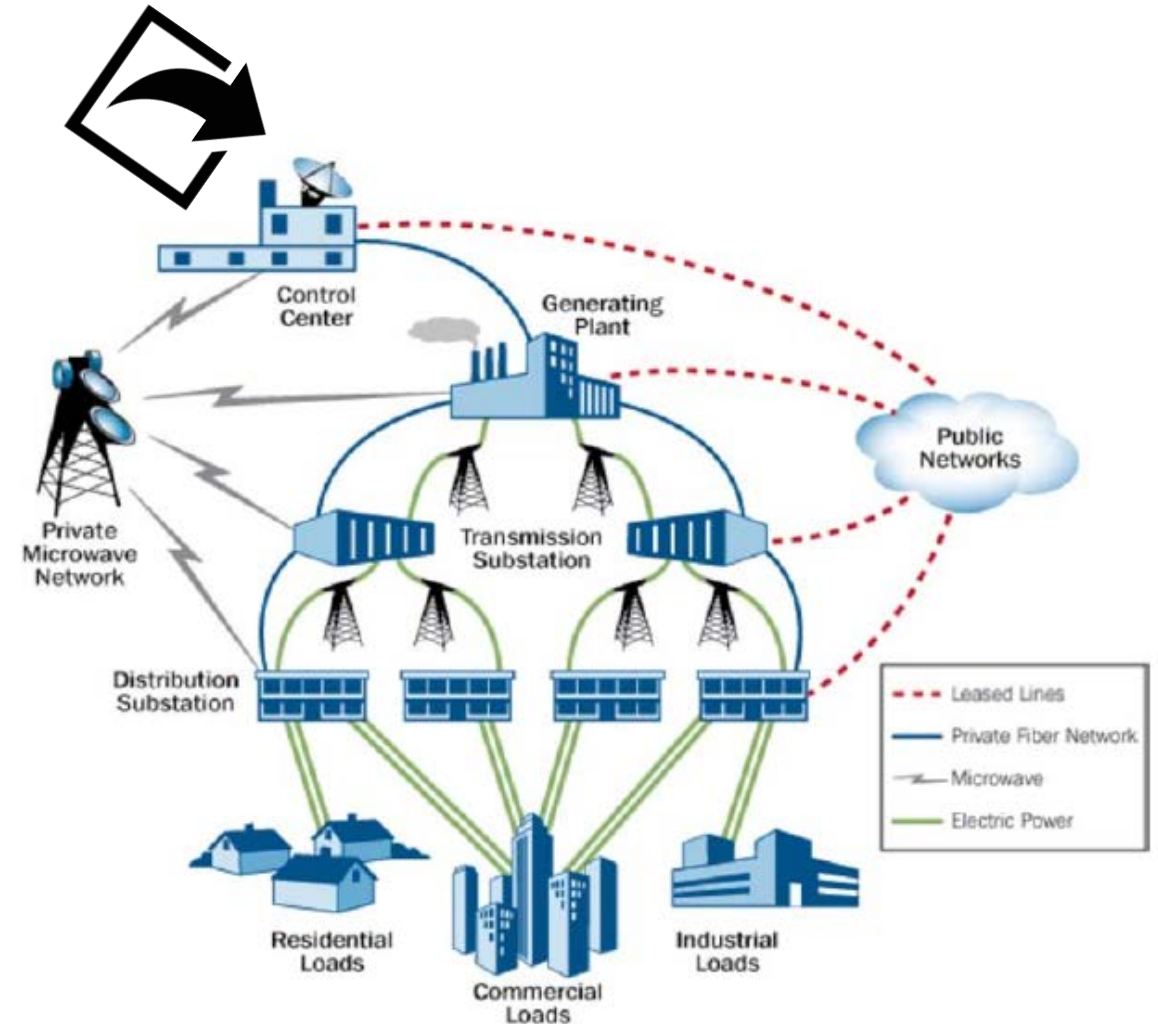 Control
Center
Generating
Plant
Public
Networks
Private
Microwave
Network
Transmission
Substation
Distribution
Substation
Leased Lines
Private Fiber Network
Microwave
Electric Power
Residential
Loads
Commercial
Loads
Industrial
Loads